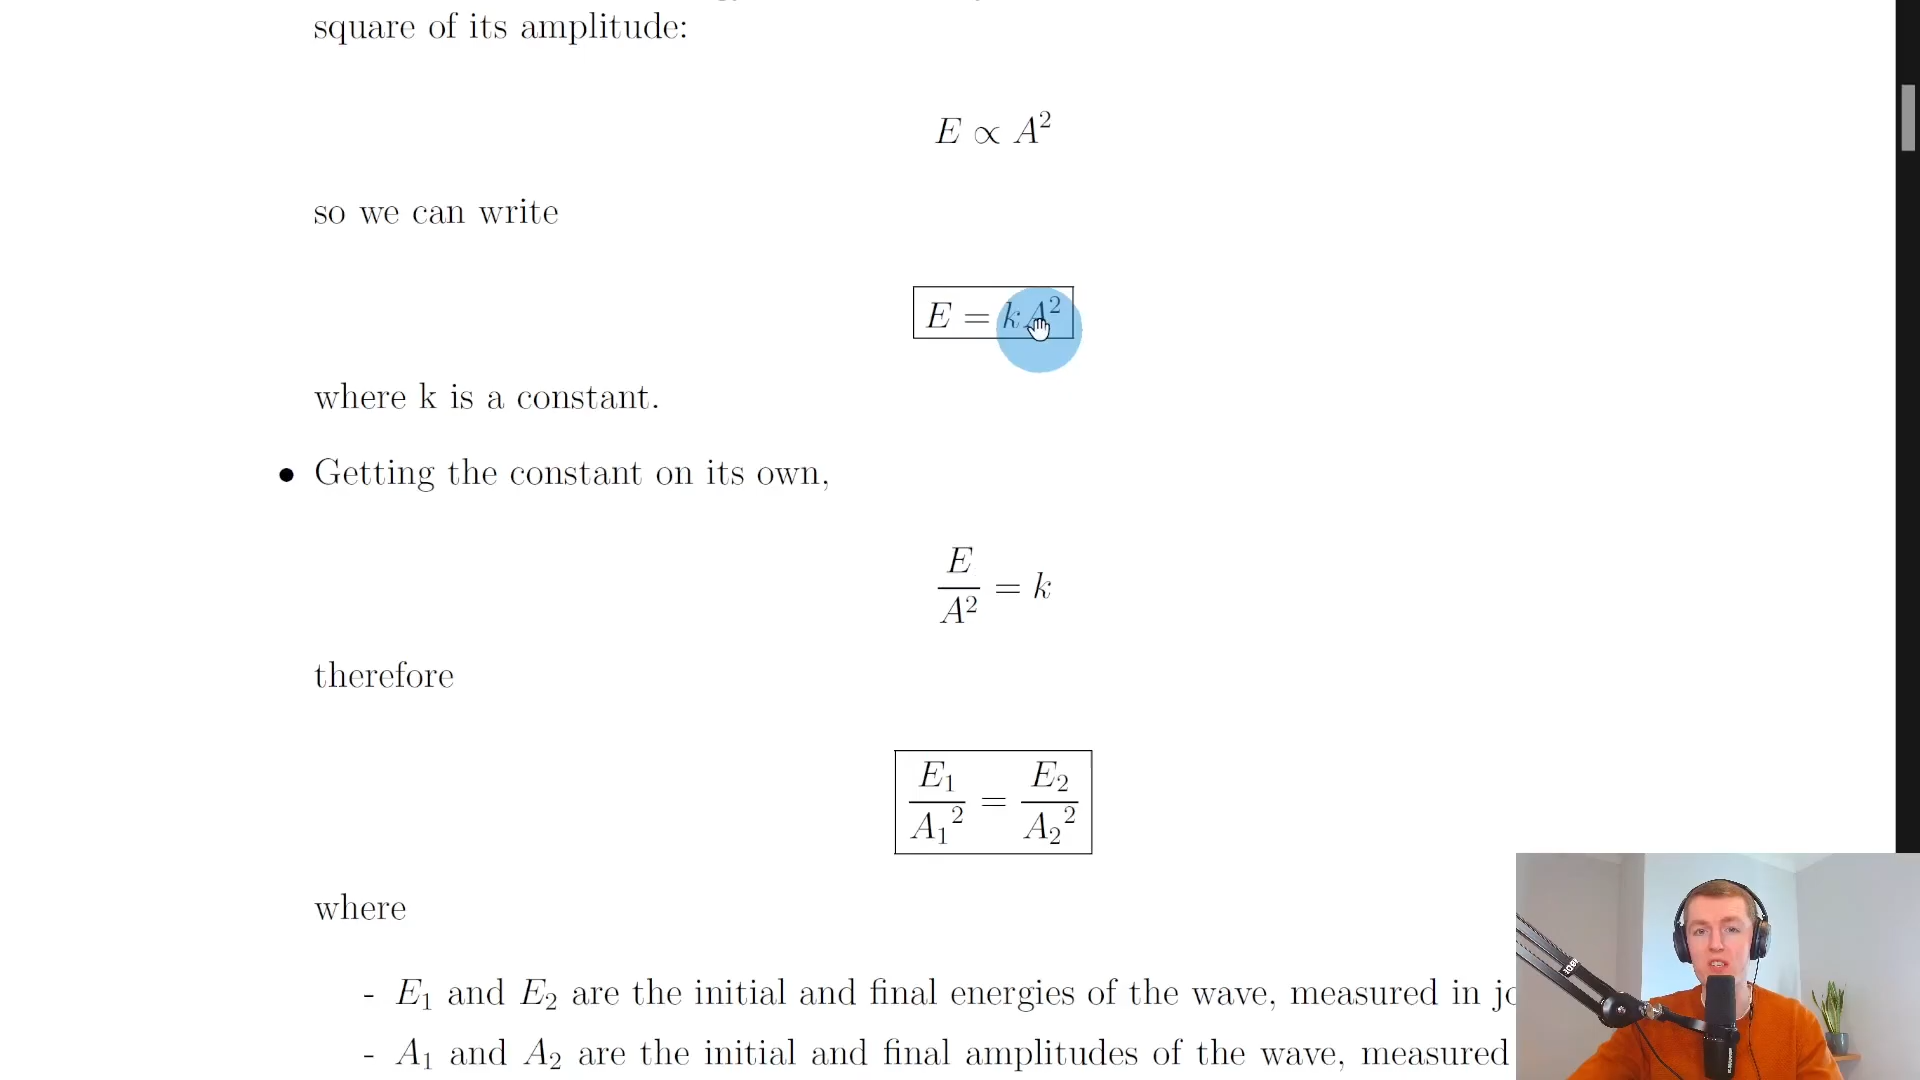 square of its amplitude:
E ∝ A²
so we can write
E = kA²
where k is a constant.
• Getting the constant on its own,
E/A² = k
therefore
E₁/A₁² = E₂/A₂²
where
- E₁ and E₂ are the initial and final energies of the wave, measured in jo
- A₁ and A₂ are the initial and final amplitudes of the wave, measured